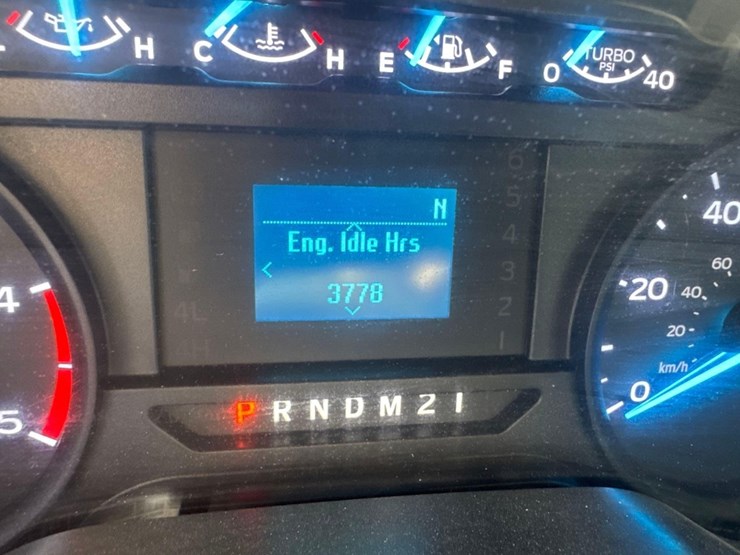 H
C H
E F
TURBO
PSI
0 40
N
Eng. Idle Hrs
3778
6
5
4
3
2
1
4L
4
5
P R N D M 2 1
40
60
20 40
20
km/h
0